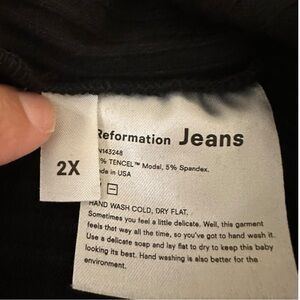 Reformation Jeans
143248
2X
% TENCEL™ Modal, 5% Spandex.
in USA
HAND WASH COLD, DRY FLAT.
Sometimes you feel a little delicate. Well, this garment
feels that way all the time, so you've got to hand wash it.
Use a delicate soap and lay flat to dry to keep this baby
looking its best. Hand washing is also better for the
environment.